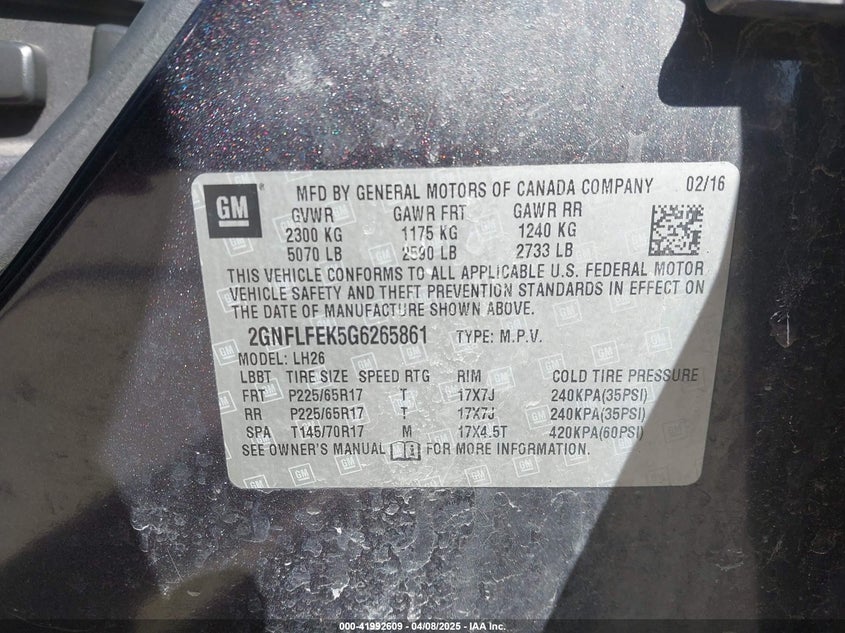 GM
MFD BY GENERAL MOTORS OF CANADA COMPANY 02/16
GVWR GAWR FRT GAWR RR
2300 KG 1175 KG 1240 KG
5070 LB 2590 LB 2733 LB
THIS VEHICLE CONFORMS TO ALL APPLICABLE U.S. FEDERAL MOTOR
VEHICLE SAFETY AND THEFT PREVENTION STANDARDS IN EFFECT ON
THE DATE OF MANUFACTURE SHOWN ABOVE.
2GNFLFEK5G6265861 TYPE: M.P.V.
MODEL: LH26
LBBT TIRE SIZE SPEED RTG RIM COLD TIRE PRESSURE
FRT P225/65R17 T 17X7J 240KPA(35PSI)
RR P225/65R17 T 17X7J 240KPA(35PSI)
SPA T145/70R17 M 17X4.5T 420KPA(60PSI)
SEE OWNER'S MANUAL FOR MORE INFORMATION.
000-41992609 - 04/08/2025 - IAA Inc.